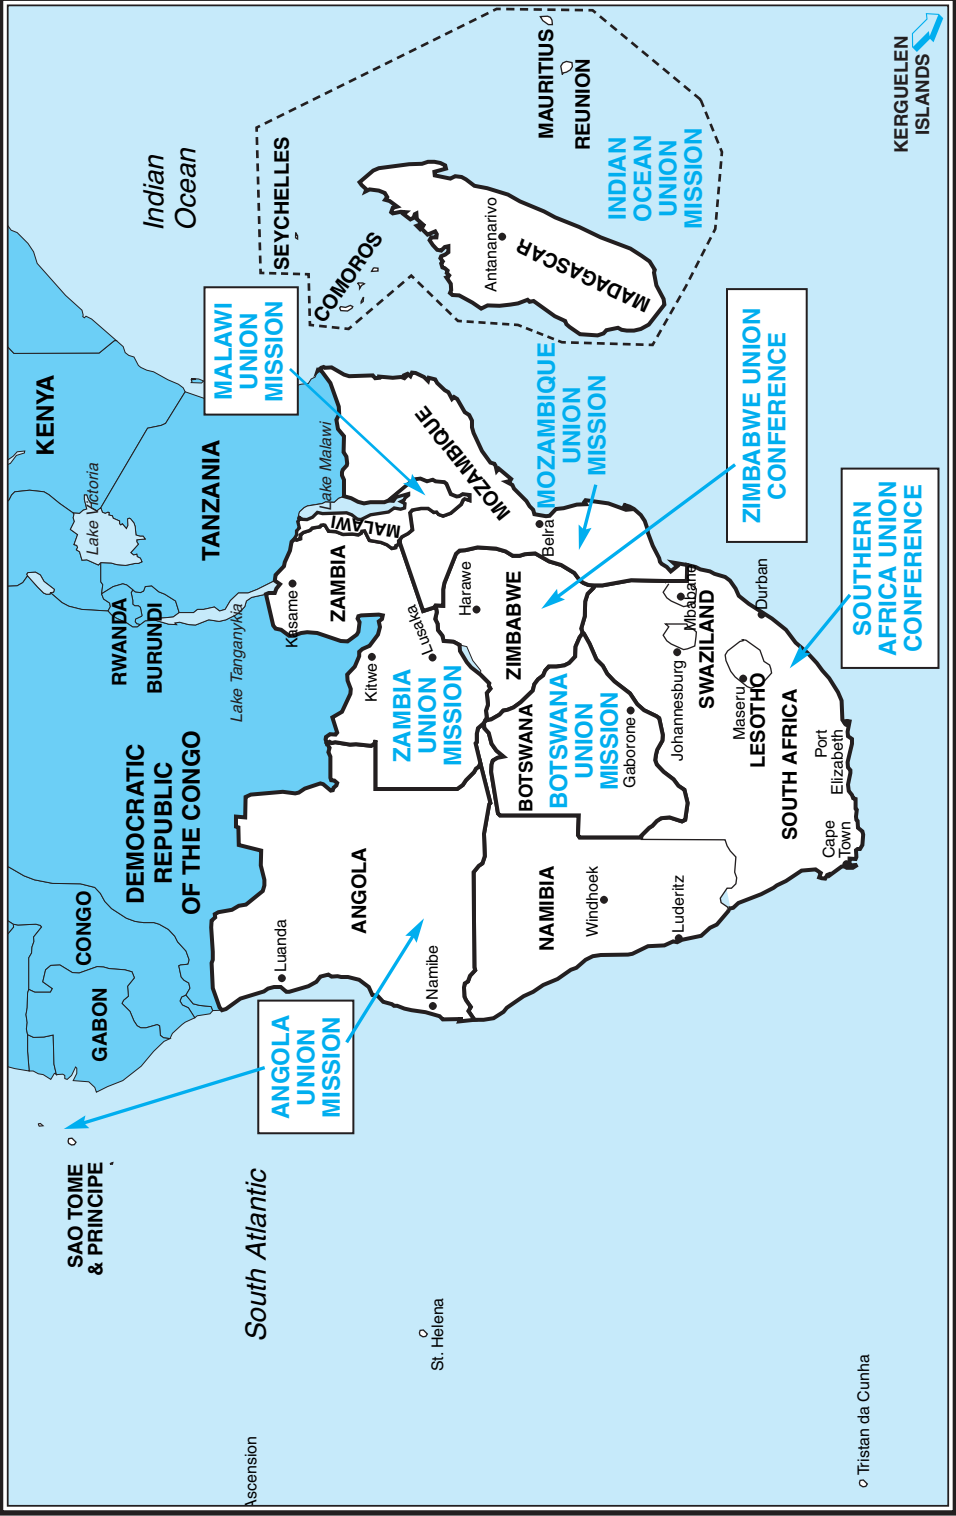 KENYA
Lake Victoria
TANZANIA
RWANDA
BURUNDI
Lake Tanganykia
DEMOCRATIC
REPUBLIC
OF THE CONGO
CONGO
GABON
SAO TOME
& PRINCIPE
Indian
Ocean
SEYCHELLES
COMOROS
MAURITIUS
REUNION
INDIAN
OCEAN
UNION
MISSION
Antananarivo
MADAGASCAR
KERGUELEN
ISLANDS
MALAWI
UNION
MISSION
Lake Malawi
MALAWI
MOZAMBIQUE
MOZAMBIQUE
UNION
MISSION
Belra
ZAMBIA
Kasame
Kitwe
Lusaka
ZAMBIA
UNION
MISSION
Harawe
ZIMBABWE
ZIMBABWE UNION
CONFERENCE
ANGOLA
Luanda
Namibe
ANGOLA
UNION
MISSION
BOTSWANA
BOTSWANA
UNION
MISSION
Gaborone
NAMIBIA
Windhoek
Luderitz
Mbabane
SWAZILAND
Johannesburg
Maseru
LESOTHO
Durban
SOUTH AFRICA
Port
Elizabeth
Cape
Town
SOUTHERN
AFRICA UNION
CONFERENCE
South Atlantic
St. Helena
Ascension
Tristan da Cunha